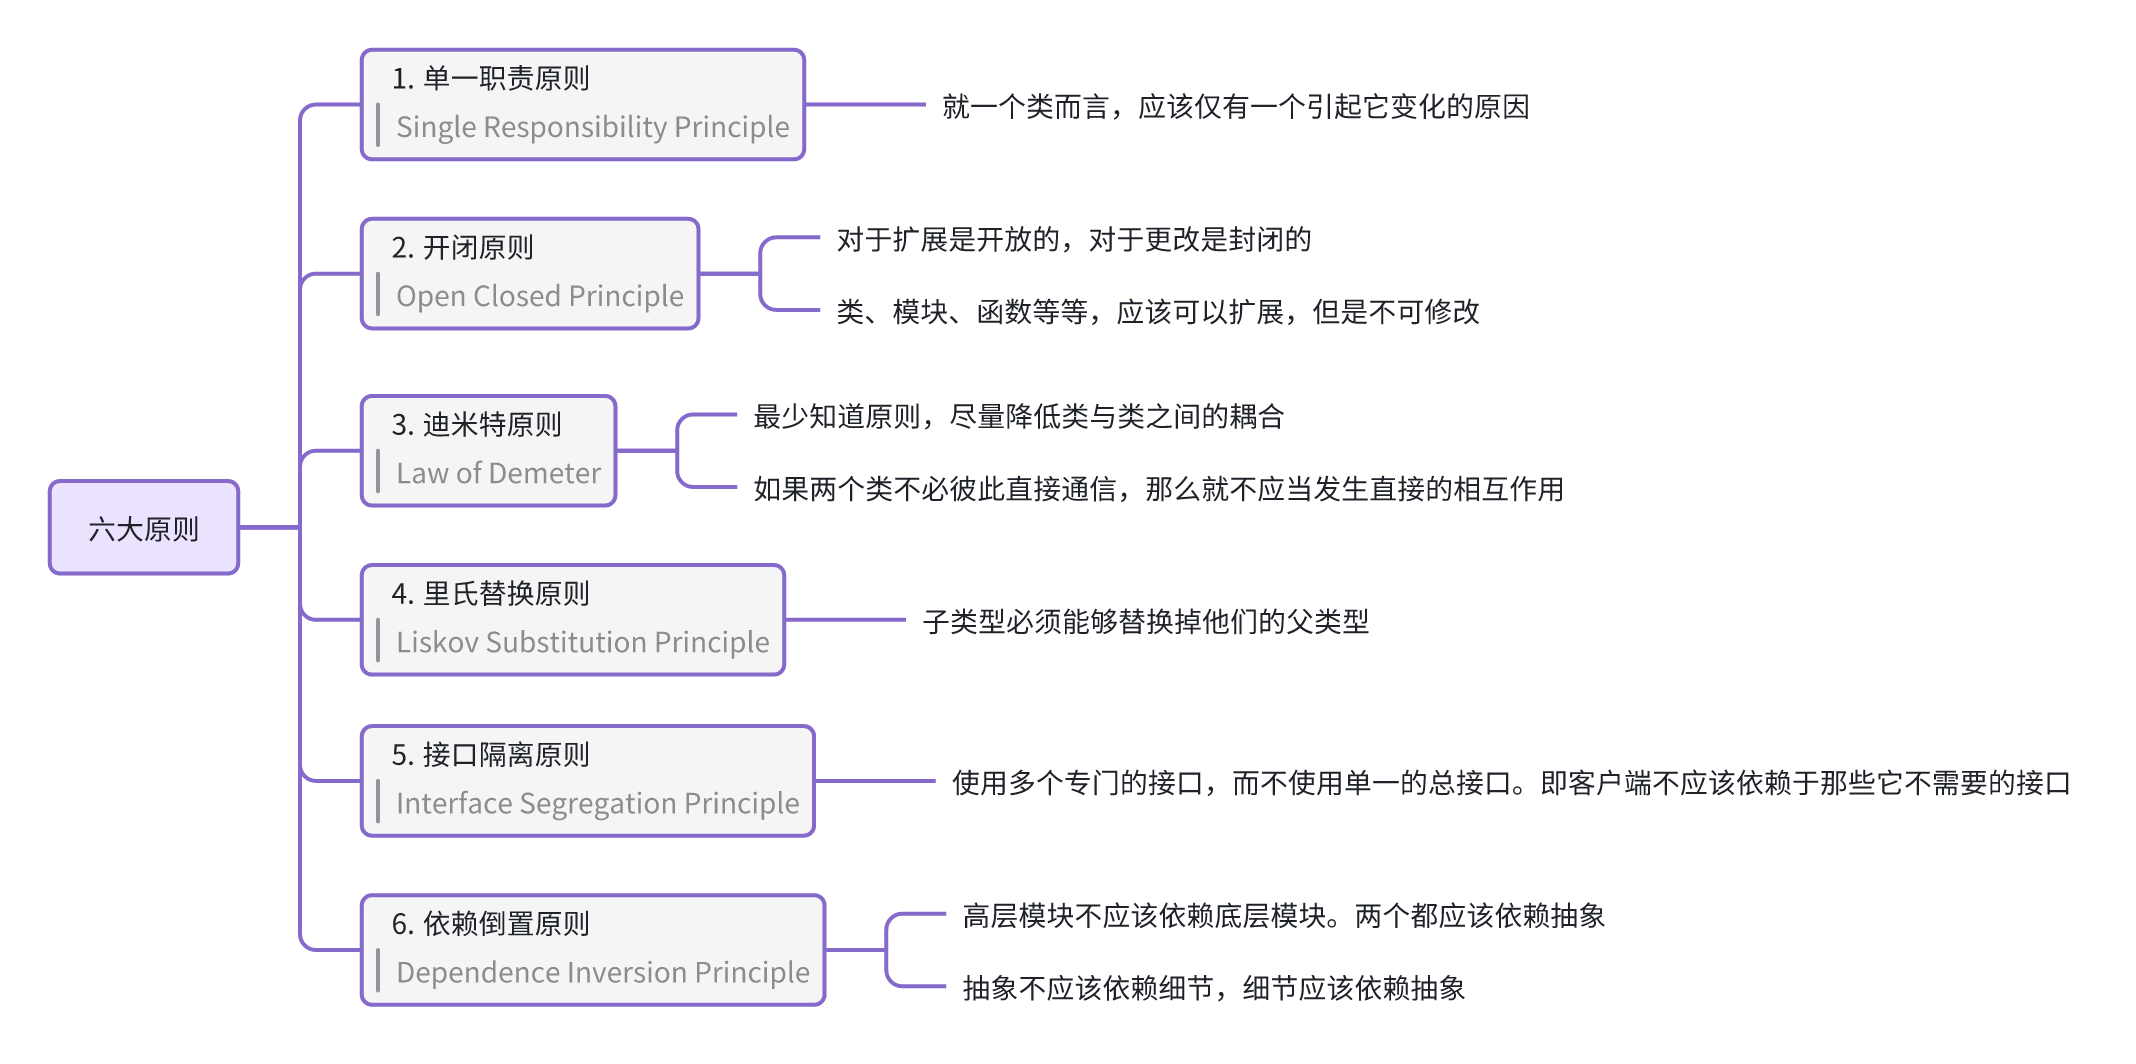 1. 单一职责原则
Single Responsibility Principle
就一个类而言，应该仅有一个引起它变化的原因
2. 开闭原则
Open Closed Principle
对于扩展是开放的，对于更改是封闭的
类、模块、函数等等，应该可以扩展，但是不可修改
3. 迪米特原则
Law of Demeter
最少知道原则，尽量降低类与类之间的耦合
如果两个类不必彼此直接通信，那么就不应当发生直接的相互作用
六大原则
4. 里氏替换原则
Liskov Substitution Principle
子类型必须能够替换掉他们的父类型
5. 接口隔离原则
Interface Segregation Principle
使用多个专门的接口，而不使用单一的总接口。即客户端不应该依赖于那些它不需要的接口
6. 依赖倒置原则
Dependence Inversion Principle
高层模块不应该依赖底层模块。两个都应该依赖抽象
抽象不应该依赖细节，细节应该依赖抽象